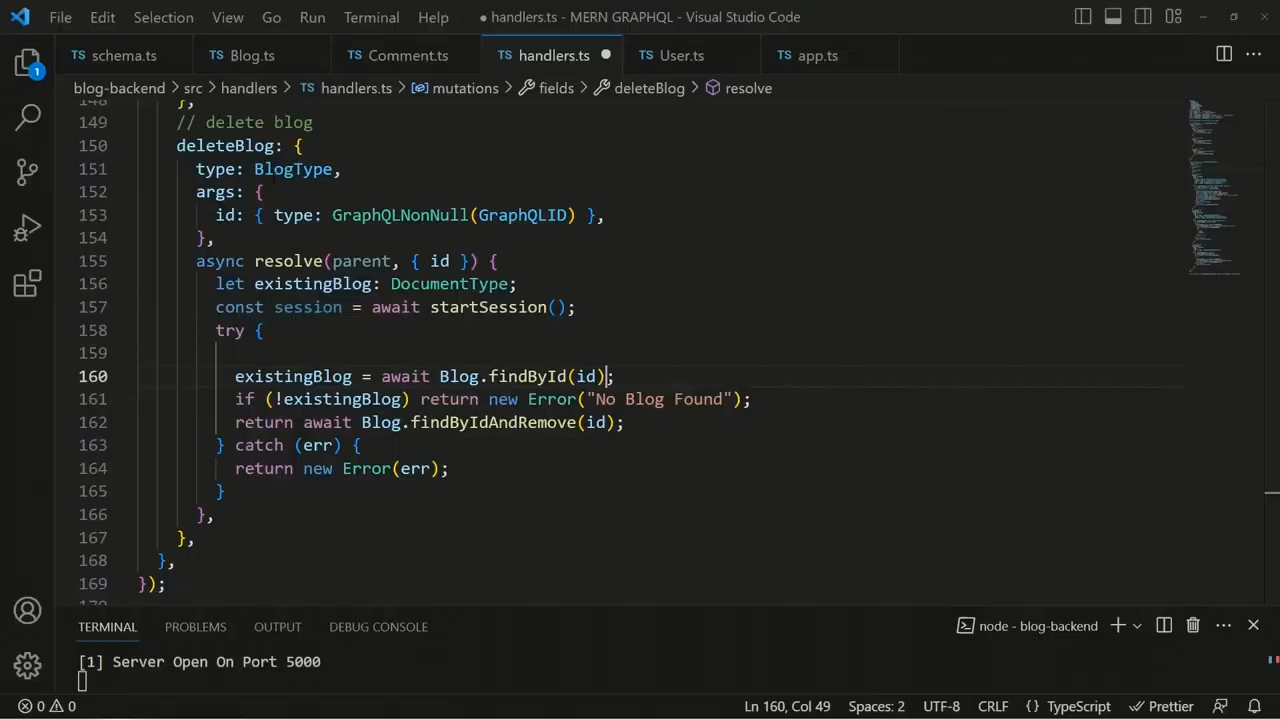 File Edit Selection View Go Run Terminal Help ● handlers.ts - MERN GRAPHQL - Visual Studio Code
TS schema.ts TS Blog.ts TS Comment.ts TS handlers.ts ● TS User.ts TS app.ts
1
blog-backend > src > handlers > TS handlers.ts > mutations > fields > deleteBlog > resolve
148 },
149 // delete blog
150 deleteBlog: {
151 type: BlogType,
152 args: {
153 id: { type: GraphQLNonNull(GraphQLID) },
154 },
155 async resolve(parent, { id }) {
156 let existingBlog: DocumentType;
157 const session = await startSession();
158 try {
159
160 existingBlog = await Blog.findById(id);
161 if (!existingBlog) return new Error("No Blog Found");
162 return await Blog.findByIdAndRemove(id);
163 } catch (err) {
164 return new Error(err);
165 }
166 },
167 },
168 },
169 });
170
TERMINAL PROBLEMS OUTPUT DEBUG CONSOLE node - blog-backend
[1] Server Open On Port 5000
0 0 Ln 160, Col 49 Spaces: 2 UTF-8 CRLF {} TypeScript Prettier